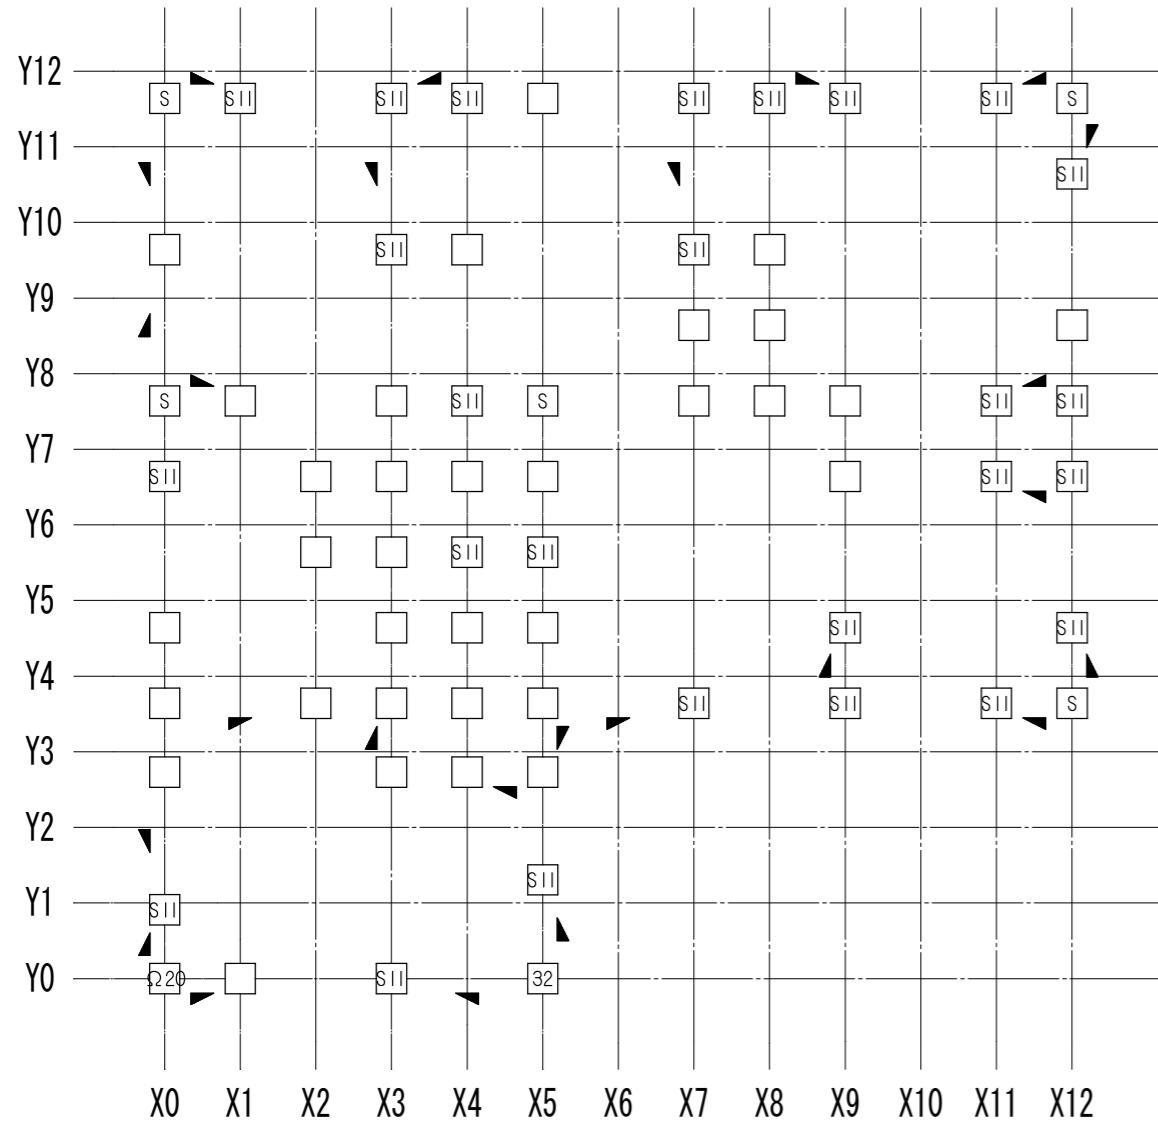 Y12
S SII SII SII SII SII SII SII S
Y11
SII
Y10
SII SII
Y9
Y8
S SII S SII SII
Y7
SII SII SII
Y6
SII SII
Y5
SII SII
Y4
SII SII SII S
Y3
Y2
SII
Y1
SII
Y0
Ω20 SII 32
X0 X1 X2 X3 X4 X5 X6 X7 X8 X9 X10 X11 X12